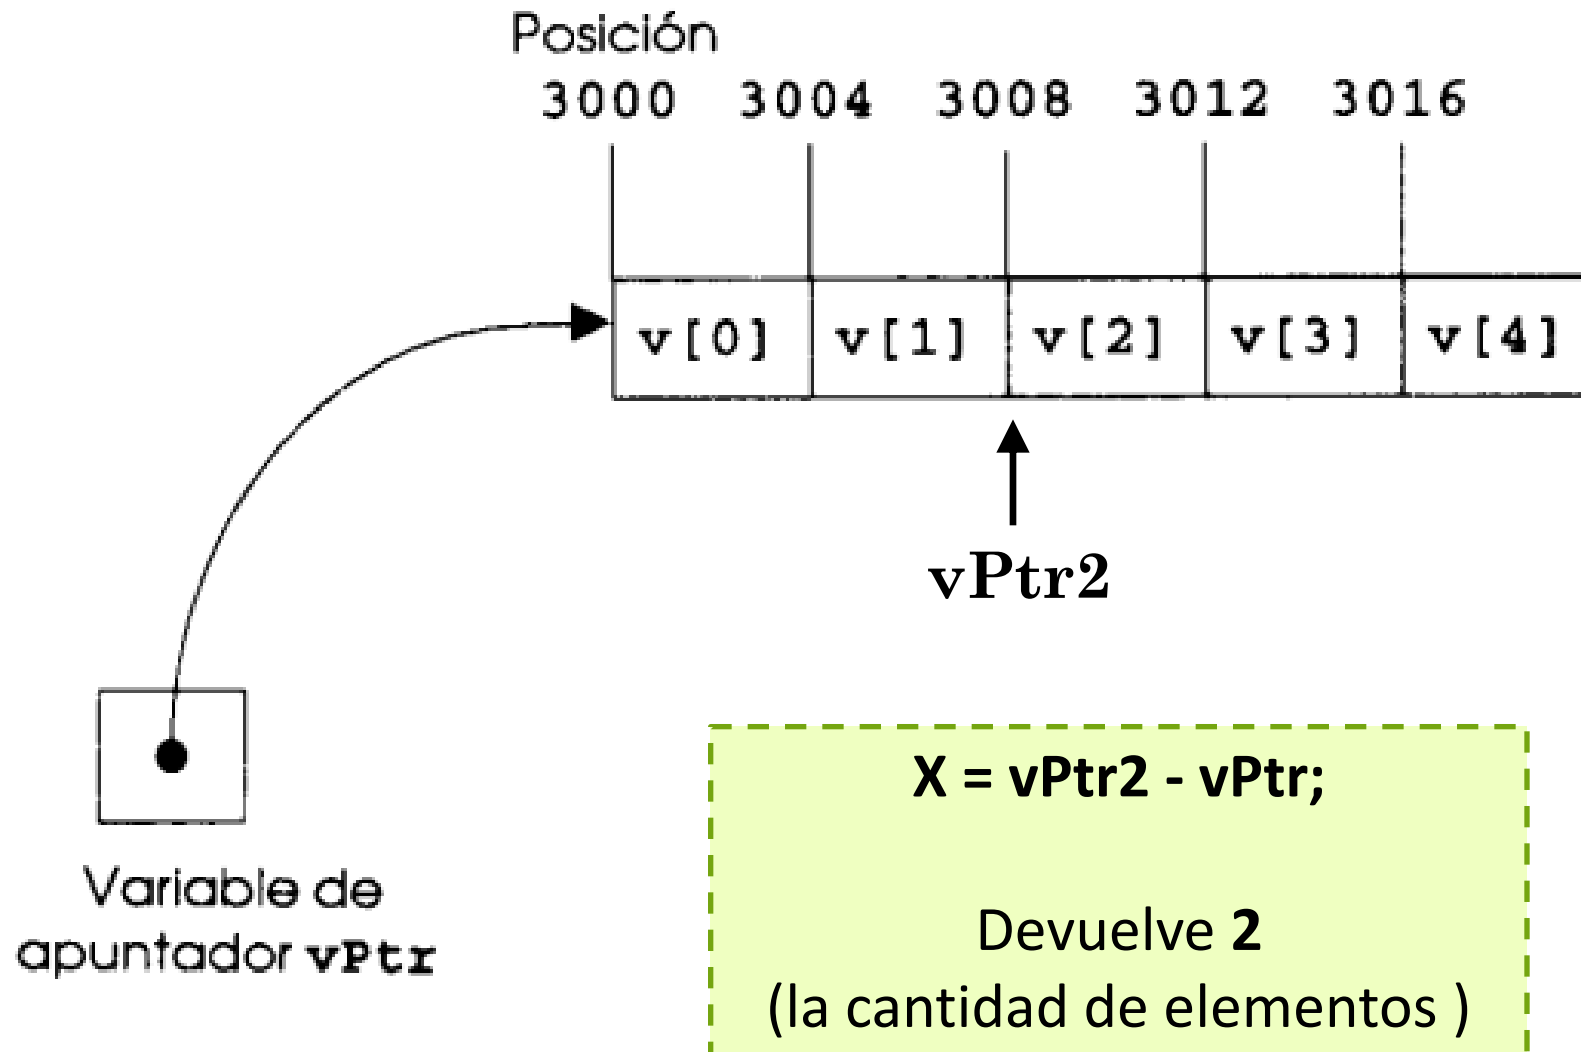 Posición
3000 3004 3008 3012 3016
v[0] v[1] v[2] v[3] v[4]
vPtr2
Variable de
apuntador vPtr
X = vPtr2 - vPtr;
Devuelve 2
(la cantidad de elementos )